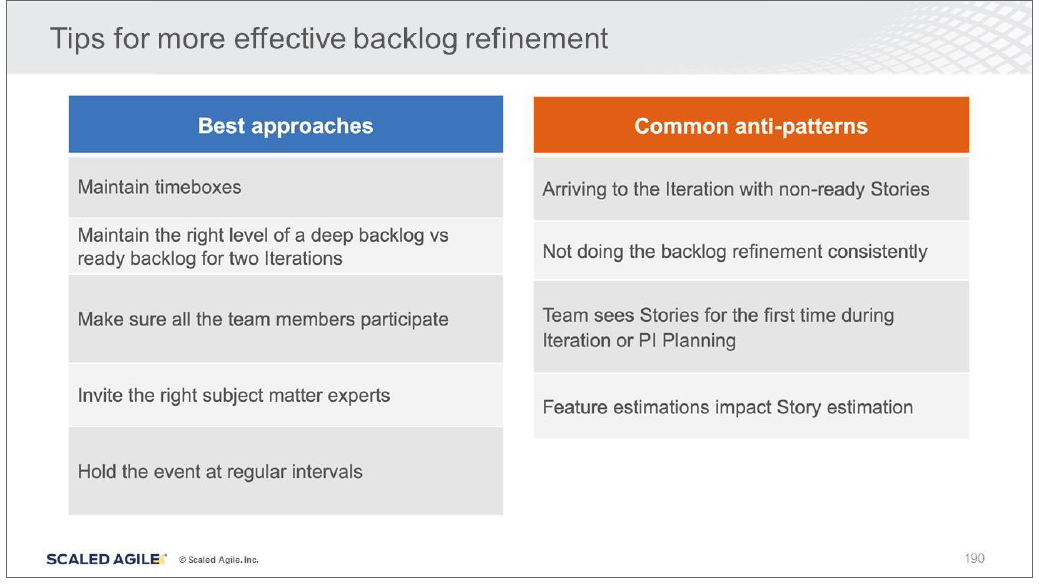 Tips for more effective backlog refinement
Best approaches
Maintain timeboxes
Maintain the right level of a deep backlog vs
ready backlog for two Iterations
Make sure all the team members participate
Invite the right subject matter experts
Hold the event at regular intervals
Common anti-patterns
Arriving to the Iteration with non-ready Stories
Not doing the backlog refinement consistently
Team sees Stories for the first time during
Iteration or PI Planning
Feature estimations impact Story estimation
SCALED AGILE © Scaled Agile, Inc.
190